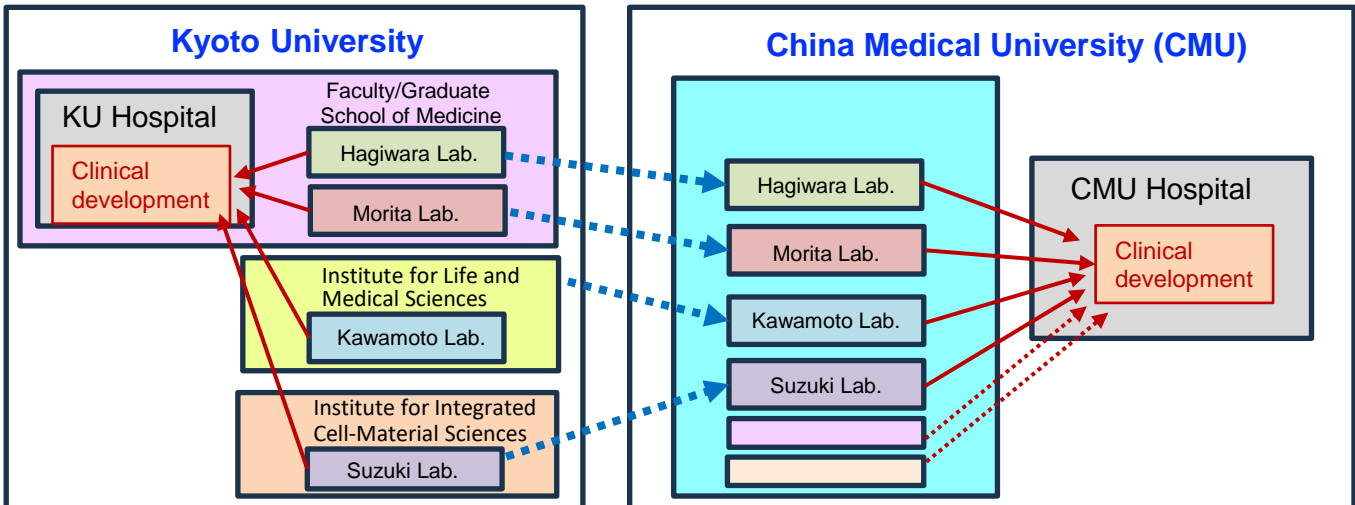 Kyoto University
Faculty/Graduate
School of Medicine
KU Hospital
Clinical
development
Hagiwara Lab.
Morita Lab.
Institute for Life and
Medical Sciences
Kawamoto Lab.
Institute for Integrated
Cell-Material Sciences
Suzuki Lab.
China Medical University (CMU)
Hagiwara Lab.
Morita Lab.
Kawamoto Lab.
Suzuki Lab.
CMU Hospital
Clinical
development